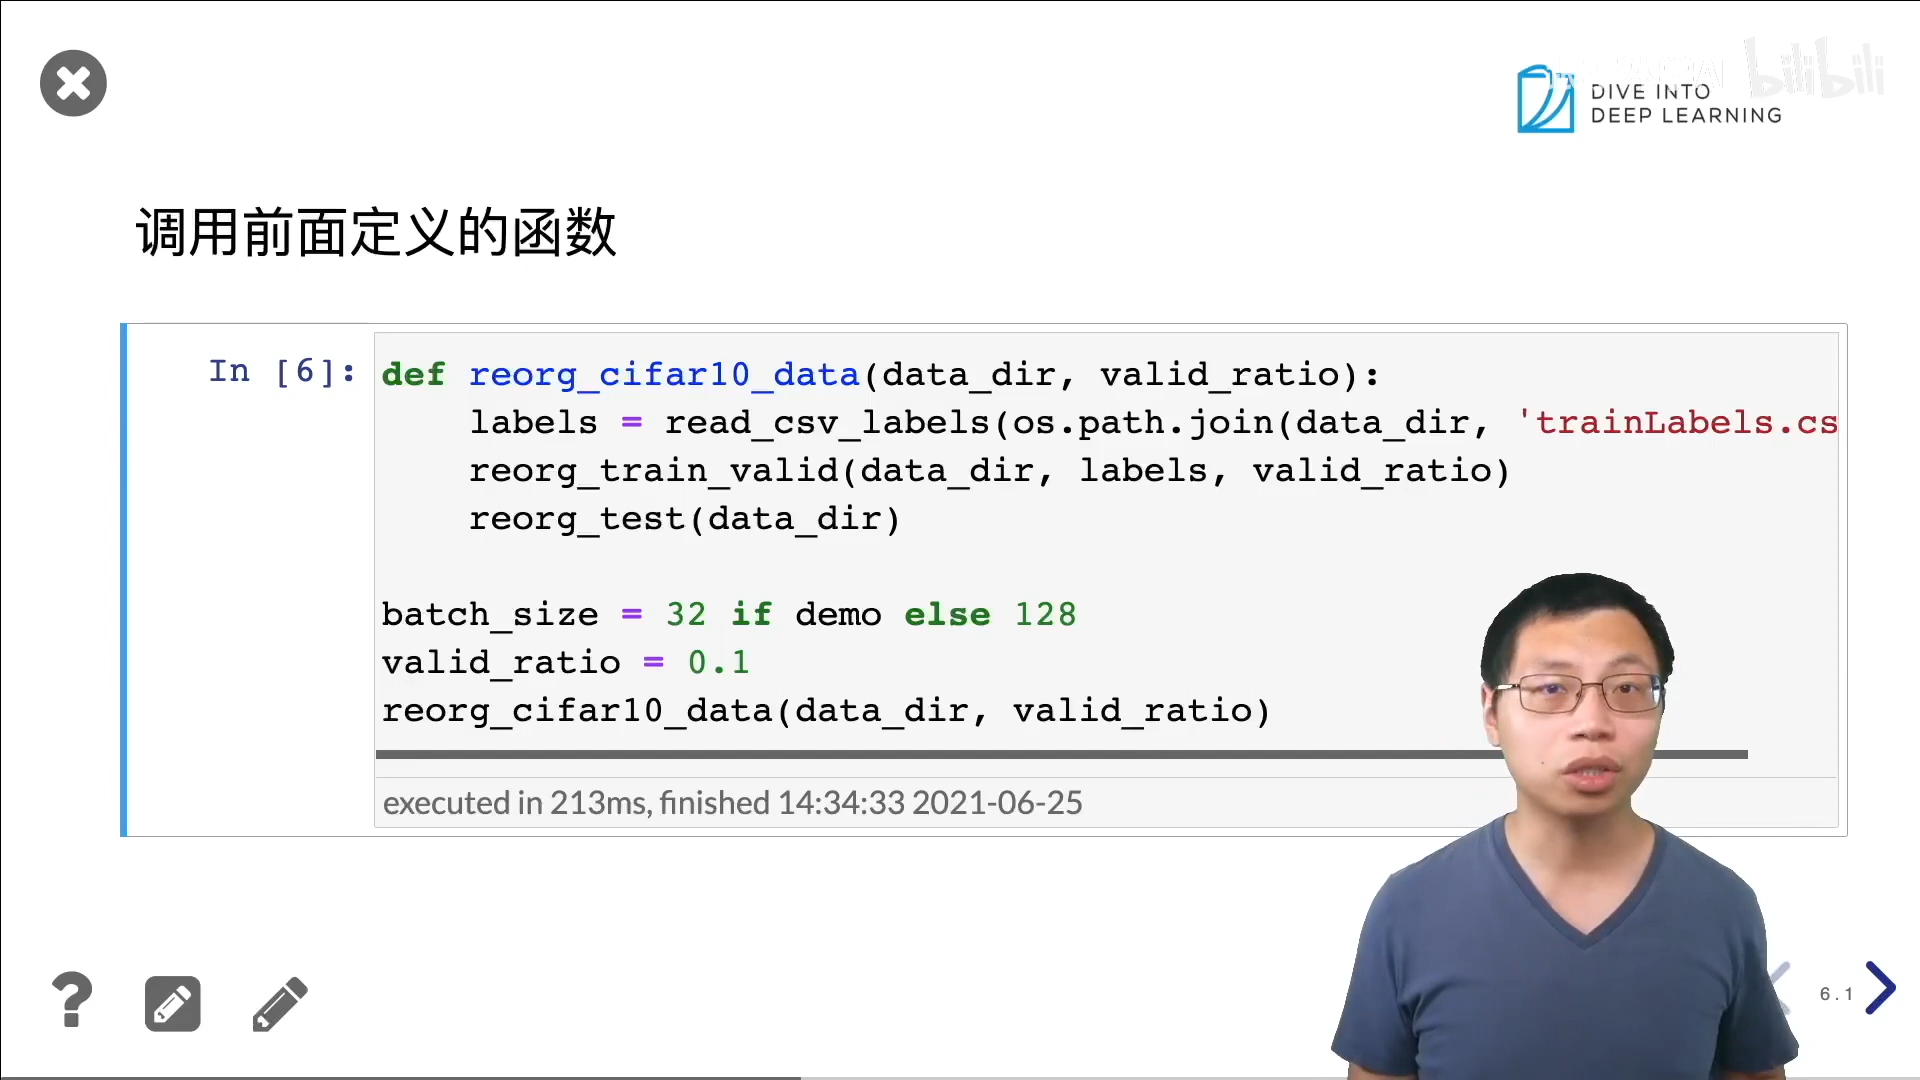 DIVE INTO
DEEP LEARNING
bilibili
调用前面定义的函数
In [6]:
def reorg_cifar10_data(data_dir, valid_ratio):
    labels = read_csv_labels(os.path.join(data_dir, 'trainLabels.cs
    reorg_train_valid(data_dir, labels, valid_ratio)
    reorg_test(data_dir)
batch_size = 32 if demo else 128
valid_ratio = 0.1
reorg_cifar10_data(data_dir, valid_ratio)
executed in 213ms, finished 14:34:33 2021-06-25
6.1